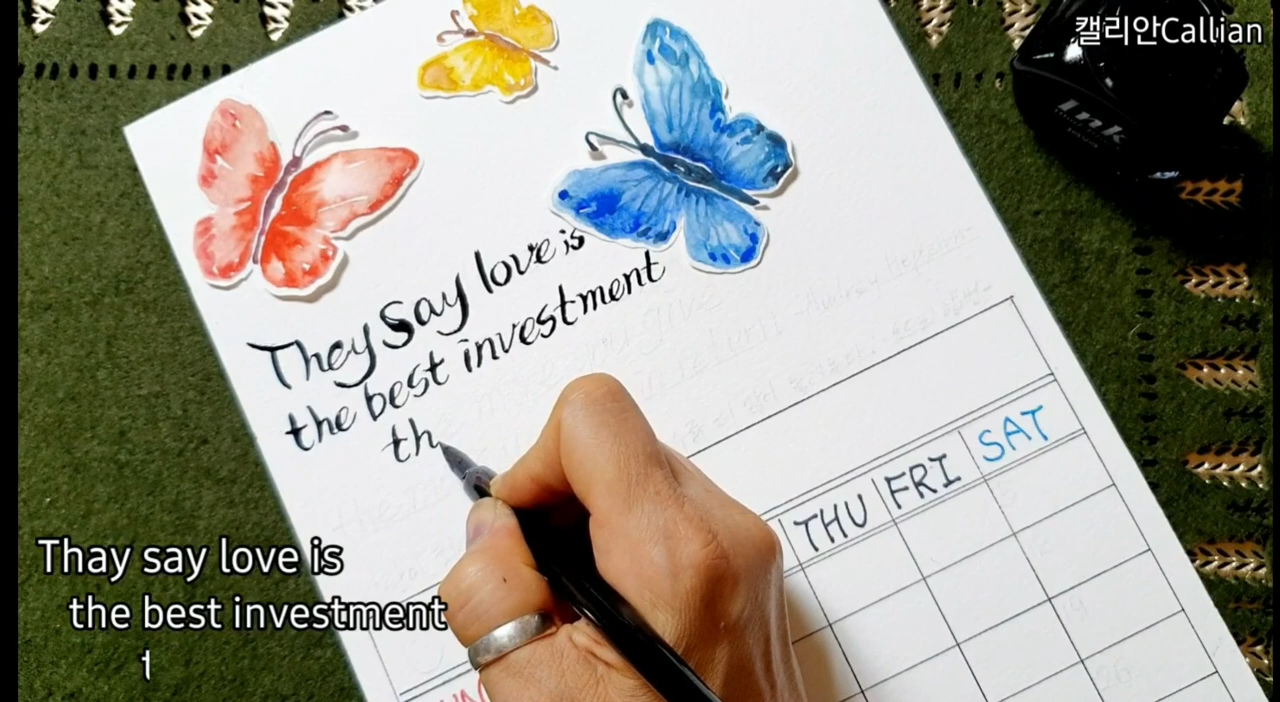 캘리안Callian
Ink
They Say love is
the best investment
th
THU FRI SAT
Thay say love is
the best investment
t